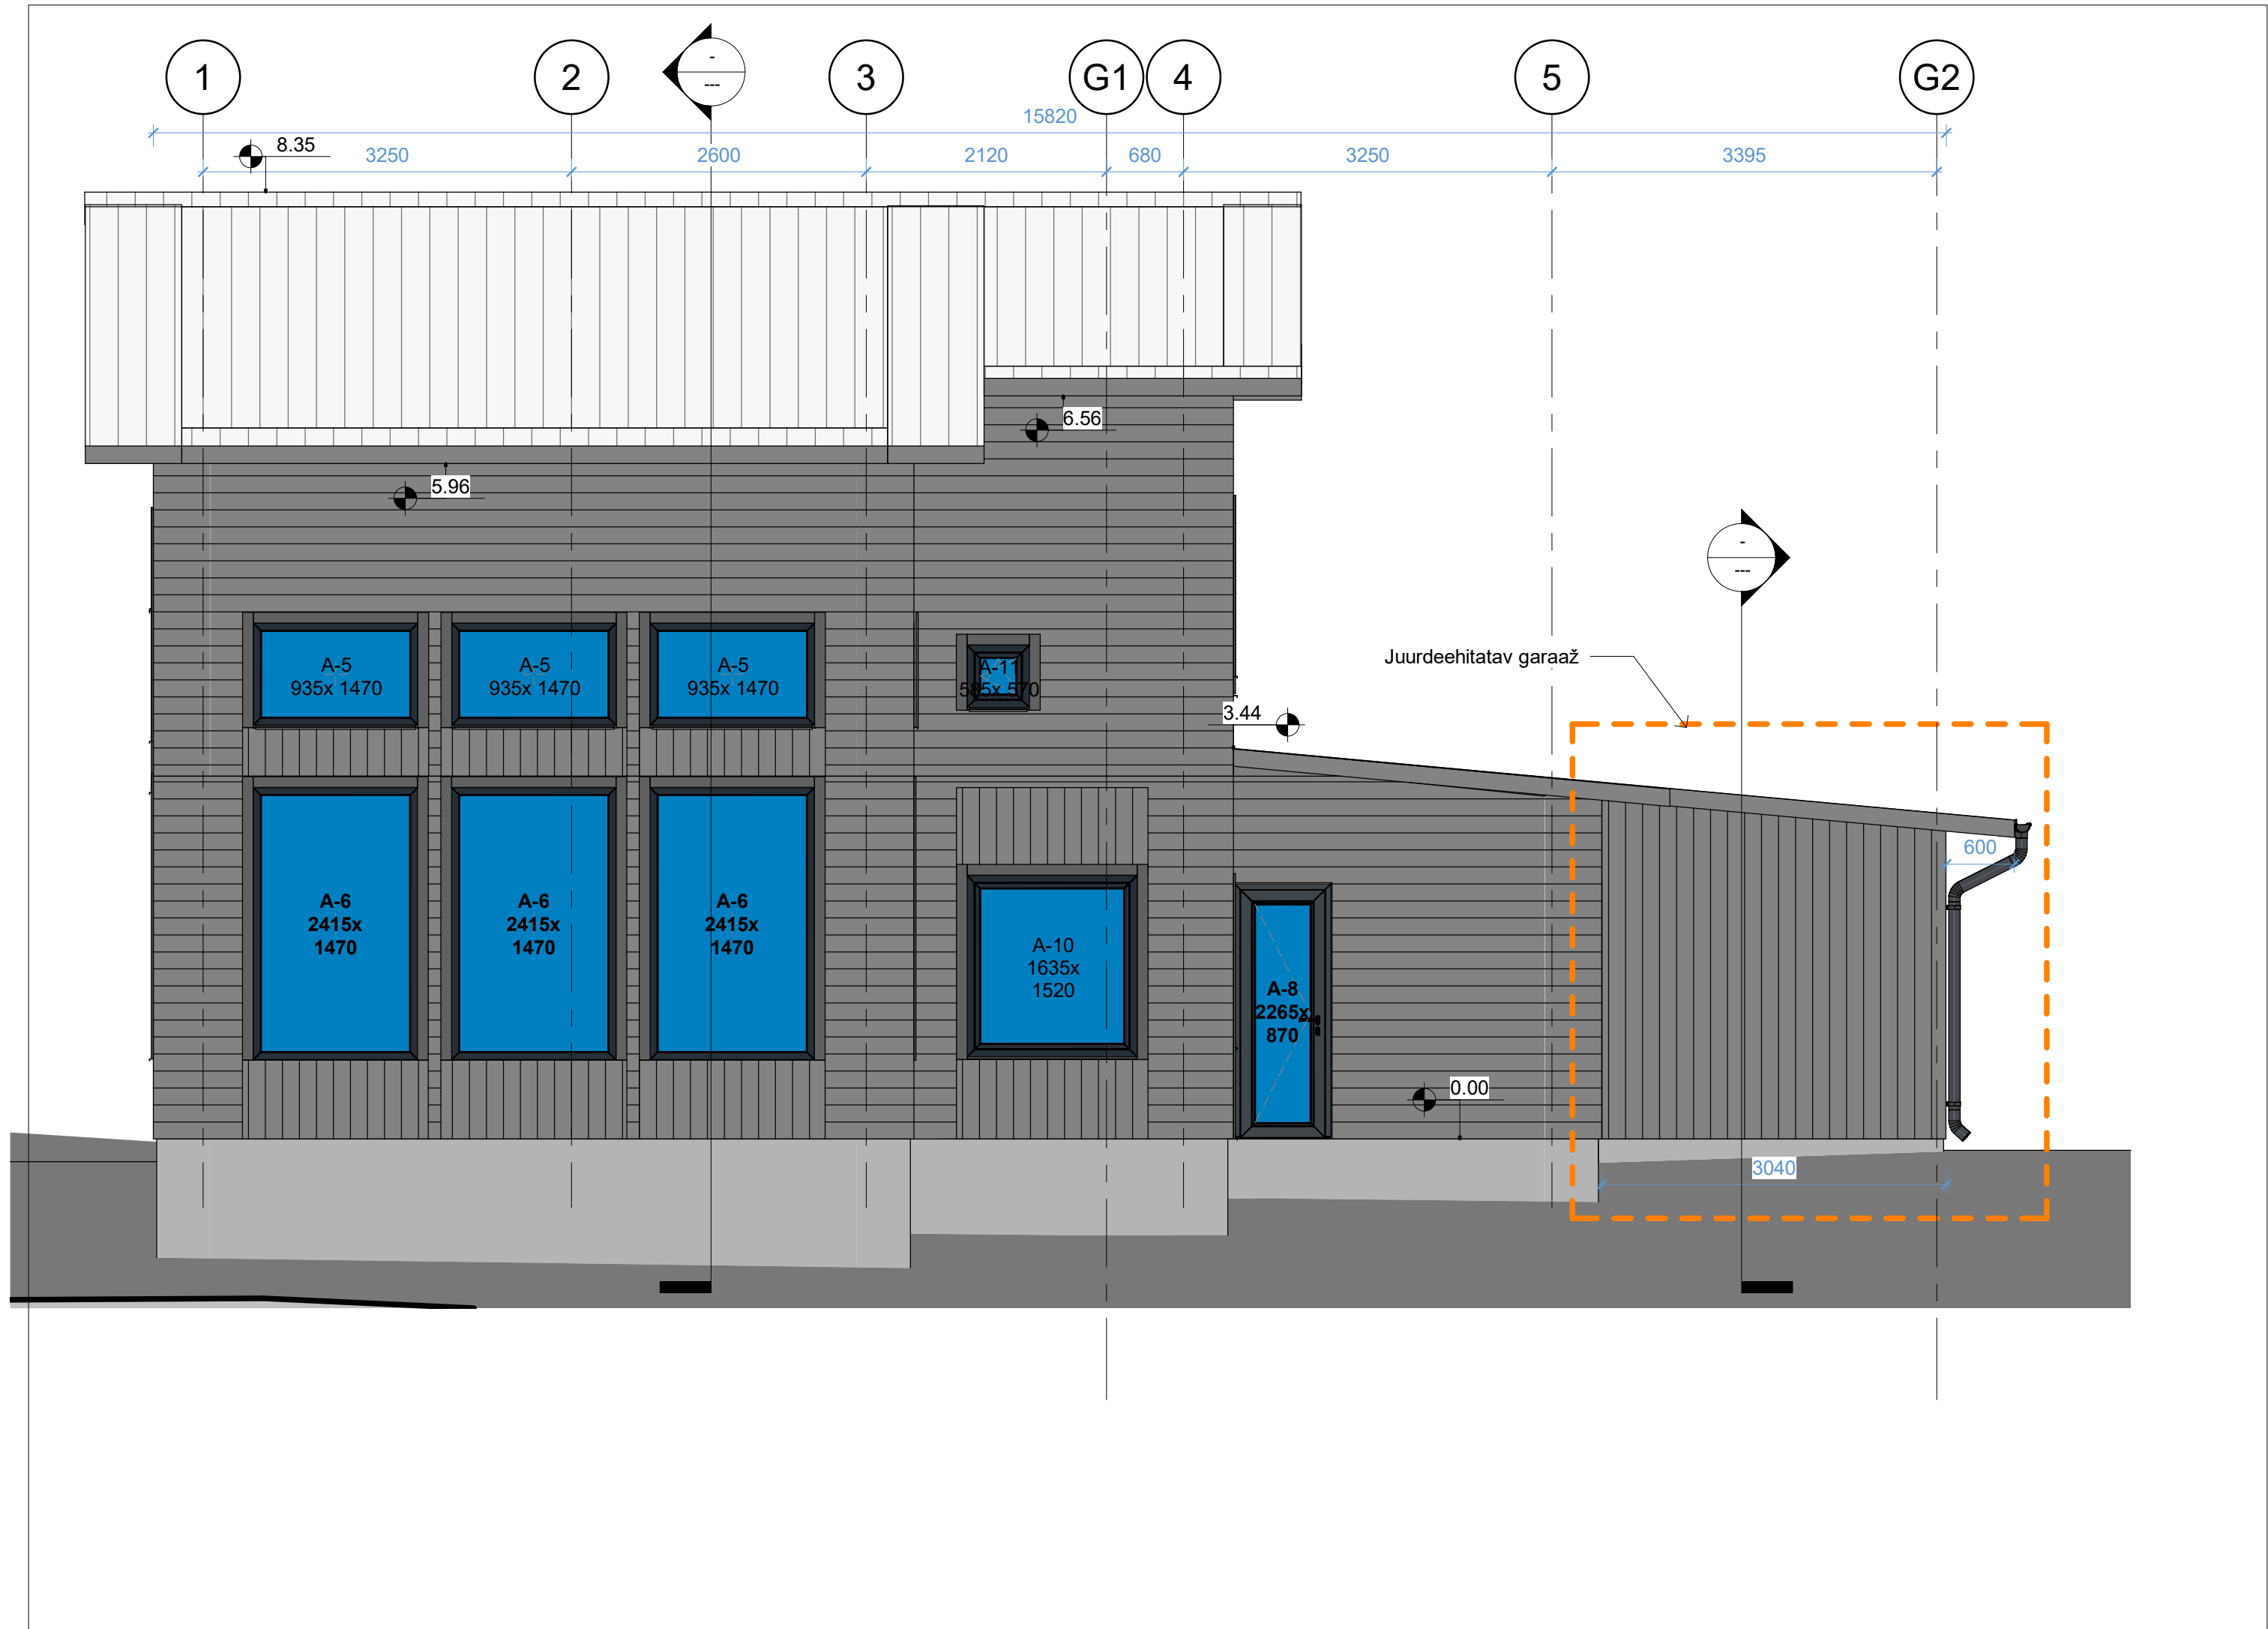 1
2
-
---
3
G1
4
5
G2
15820
8.35
3250
2600
2120
680
3250
3395
6.56
5.96
-
---
Juurdeehitatav garaaž
A-5
935x 1470
A-5
935x 1470
A-5
935x 1470
A-11
585x 570
3.44
600
A-6
2415x
1470
A-6
2415x
1470
A-6
2415x
1470
A-10
1635x
1520
A-8
2265x
870
0.00
3040